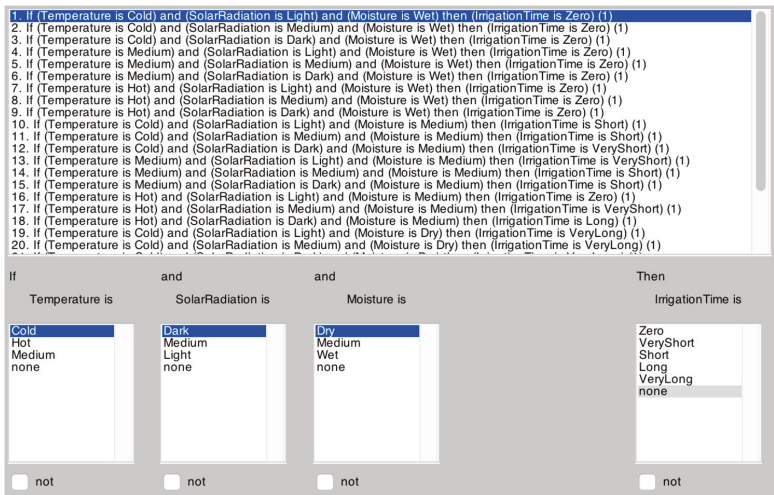 1. If (Temperature is Cold) and (SolarRadiation is Light) and (Moisture is Wet) then (IrrigationTime is Zero) (1)
2. If (Temperature is Cold) and (SolarRadiation is Medium) and (Moisture is Wet) then (IrrigationTime is Zero) (1)
3. If (Temperature is Cold) and (SolarRadiation is Dark) and (Moisture is Wet) then (IrrigationTime is Zero) (1)
4. If (Temperature is Medium) and (SolarRadiation is Light) and (Moisture is Wet) then (IrrigationTime is Zero) (1)
5. If (Temperature is Medium) and (SolarRadiation is Medium) and (Moisture is Wet) then (IrrigationTime is Zero) (1)
6. If (Temperature is Medium) and (SolarRadiation is Dark) and (Moisture is Wet) then (IrrigationTime is Zero) (1)
7. If (Temperature is Hot) and (SolarRadiation is Light) and (Moisture is Wet) then (IrrigationTime is Zero) (1)
8. If (Temperature is Hot) and (SolarRadiation is Medium) and (Moisture is Wet) then (IrrigationTime is Zero) (1)
9. If (Temperature is Hot) and (SolarRadiation is Dark) and (Moisture is Wet) then (IrrigationTime is Zero) (1)
10. If (Temperature is Cold) and (SolarRadiation is Light) and (Moisture is Medium) then (IrrigationTime is Short) (1)
11. If (Temperature is Cold) and (SolarRadiation is Medium) and (Moisture is Medium) then (IrrigationTime is Short) (1)
12. If (Temperature is Cold) and (SolarRadiation is Dark) and (Moisture is Medium) then (IrrigationTime is VeryShort) (1)
13. If (Temperature is Medium) and (SolarRadiation is Light) and (Moisture is Medium) then (IrrigationTime is VeryShort) (1)
14. If (Temperature is Medium) and (SolarRadiation is Medium) and (Moisture is Medium) then (IrrigationTime is Short) (1)
15. If (Temperature is Medium) and (SolarRadiation is Dark) and (Moisture is Medium) then (IrrigationTime is Short) (1)
16. If (Temperature is Hot) and (SolarRadiation is Light) and (Moisture is Medium) then (IrrigationTime is Zero) (1)
17. If (Temperature is Hot) and (SolarRadiation is Medium) and (Moisture is Medium) then (IrrigationTime is VeryShort) (1)
18. If (Temperature is Hot) and (SolarRadiation is Dark) and (Moisture is Medium) then (IrrigationTime is Long) (1)
19. If (Temperature is Cold) and (SolarRadiation is Light) and (Moisture is Dry) then (IrrigationTime is VeryLong) (1)
20. If (Temperature is Cold) and (SolarRadiation is Medium) and (Moisture is Dry) then (IrrigationTime is VeryLong) (1)
If and and Then
Temperature is SolarRadiation is Moisture is IrrigationTime is
Cold
Hot
Medium
none
Dark
Medium
Light
none
Dry
Medium
Wet
none
Zero
VeryShort
Short
Long
VeryLong
none
not not not not